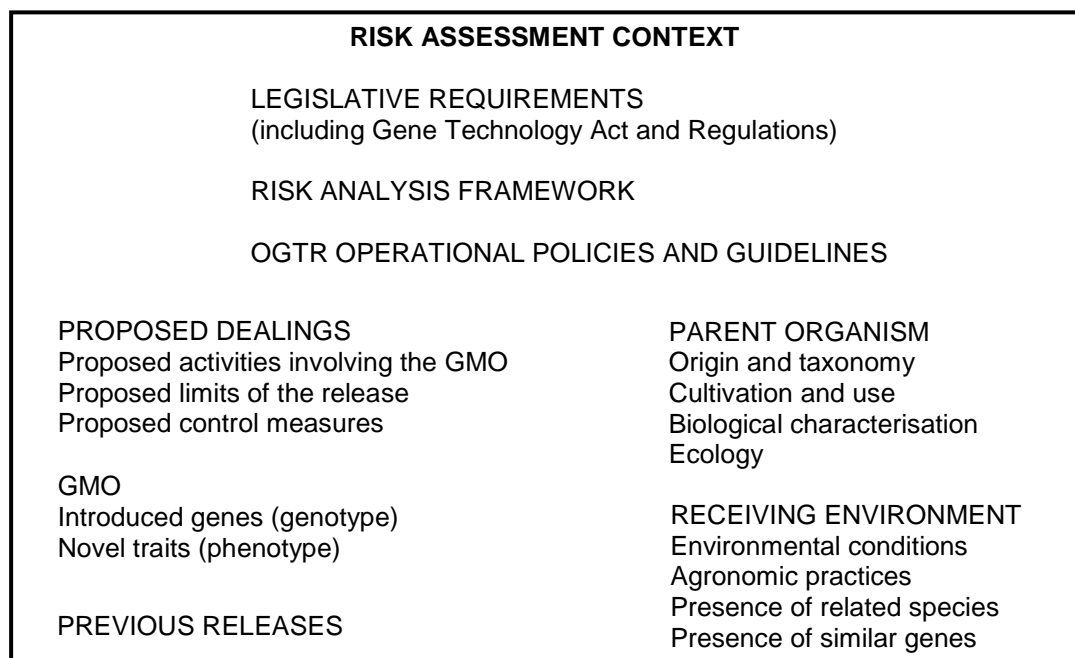 RISK ASSESSMENT CONTEXT
LEGISLATIVE REQUIREMENTS
(including Gene Technology Act and Regulations)
RISK ANALYSIS FRAMEWORK
OGTR OPERATIONAL POLICIES AND GUIDELINES
PROPOSED DEALINGS
Proposed activities involving the GMO
Proposed limits of the release
Proposed control measures
GMO
Introduced genes (genotype)
Novel traits (phenotype)
PREVIOUS RELEASES
PARENT ORGANISM
Origin and taxonomy
Cultivation and use
Biological characterisation
Ecology
RECEIVING ENVIRONMENT
Environmental conditions
Agronomic practices
Presence of related species
Presence of similar genes